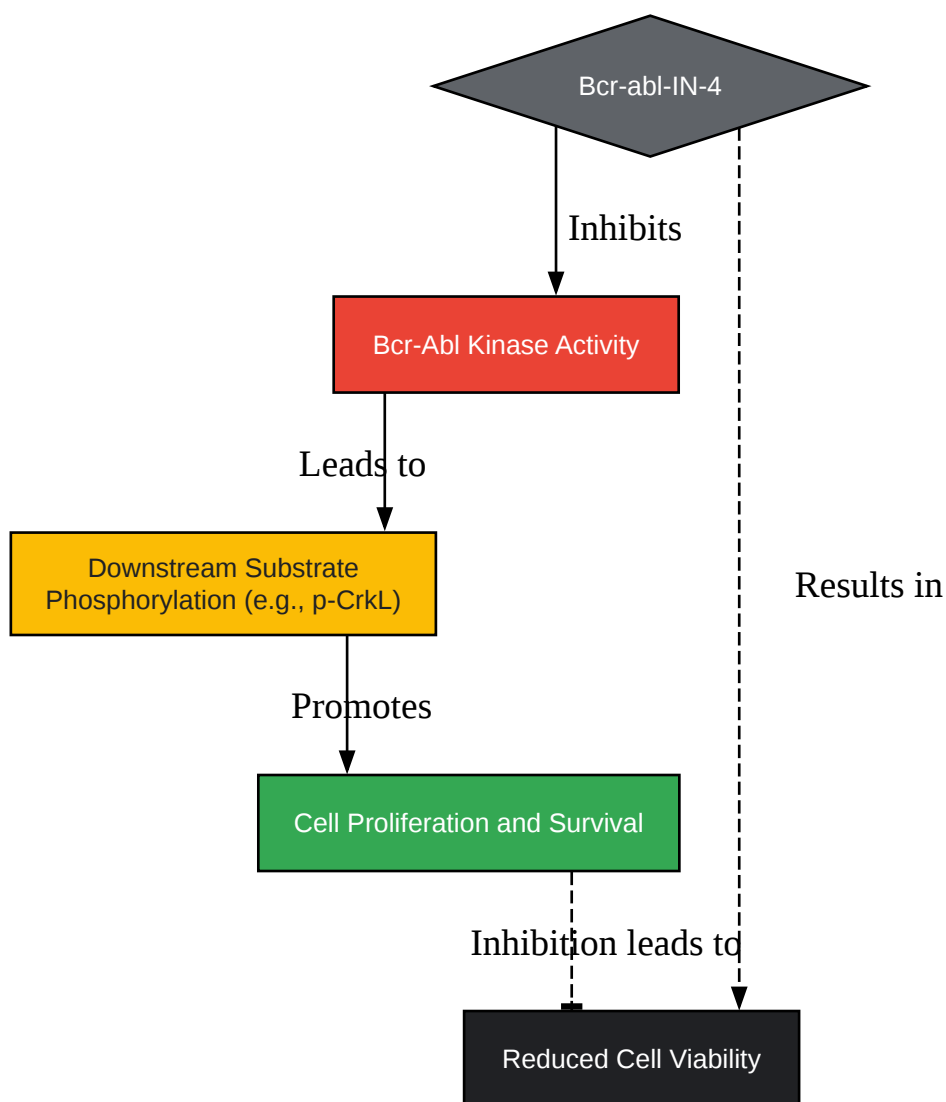 Bcr-abl-IN-4
Inhibits
Bcr-Abl Kinase Activity
Leads to
Downstream Substrate
Phosphorylation (e.g., p-CrkL)
Results in
Promotes
Cell Proliferation and Survival
Inhibition leads to
Reduced Cell Viability